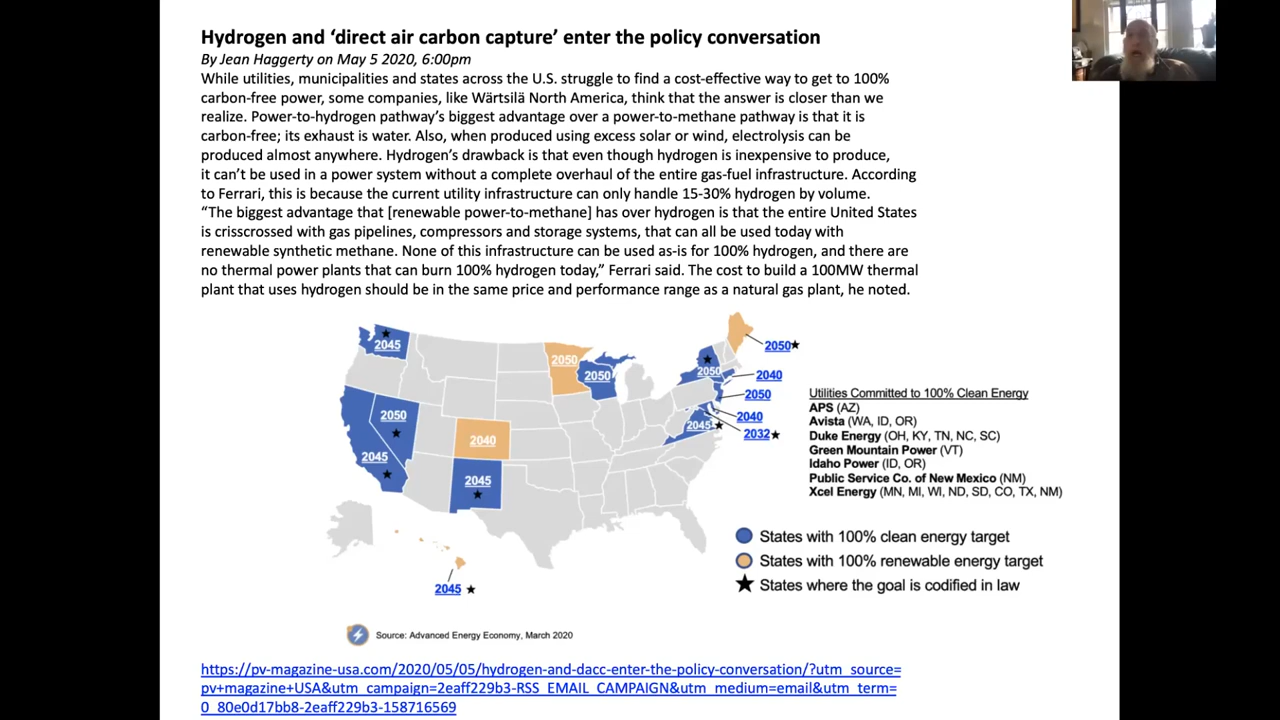 Hydrogen and ‘direct air carbon capture’ enter the policy conversation
By Jean Haggerty on May 5 2020, 6:00pm
While utilities, municipalities and states across the U.S. struggle to find a cost-effective way to get to 100%
carbon-free power, some companies, like Wärtsilä North America, think that the answer is closer than we
realize. Power-to-hydrogen pathway’s biggest advantage over a power-to-methane pathway is that it is
carbon-free; its exhaust is water. Also, when produced using excess solar or wind, electrolysis can be
produced almost anywhere. Hydrogen’s drawback is that even though hydrogen is inexpensive to produce,
it can’t be used in a power system without a complete overhaul of the entire gas-fuel infrastructure. According
to Ferrari, this is because the current utility infrastructure can only handle 15-30% hydrogen by volume.
“The biggest advantage that [renewable power-to-methane] has over hydrogen is that the entire United States
is crisscrossed with gas pipelines, compressors and storage systems, that can all be used today with
renewable synthetic methane. None of this infrastructure can be used as-is for 100% hydrogen, and there are
no thermal power plants that can burn 100% hydrogen today,” Ferrari said. The cost to build a 100MW thermal
plant that uses hydrogen should be in the same price and performance range as a natural gas plant, he noted.
2045
2050
2050
2050
2050
2040
2050
2040
2045
2032
2050
2045
2040
2045
2045
Utilities Committed to 100% Clean Energy
APS (AZ)
Avista (WA, ID, OR)
Duke Energy (OH, KY, TN, NC, SC)
Green Mountain Power (VT)
Idaho Power (ID, OR)
Public Service Co. of New Mexico (NM)
Xcel Energy (MN, MI, WI, ND, SD, CO, TX, NM)
States with 100% clean energy target
States with 100% renewable energy target
States where the goal is codified in law
Source: Advanced Energy Economy, March 2020
https://pv-magazine-usa.com/2020/05/05/hydrogen-and-dacc-enter-the-policy-conversation/?utm_source=
pv+magazine+USA&utm_campaign=2eaff229b3-RSS_EMAIL_CAMPAIGN&utm_medium=email&utm_term=
0_80e0d17bb8-2eaff229b3-158716569